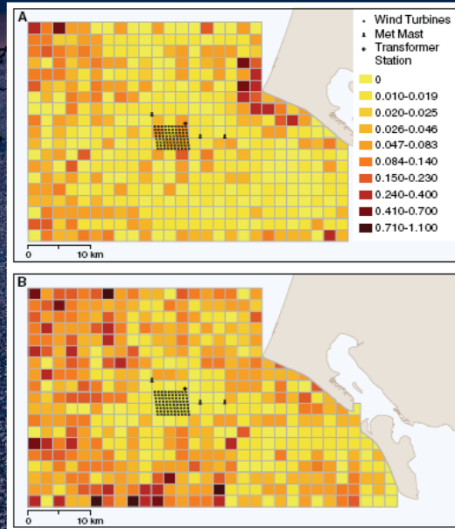 A
Wind Turbines
Met Mast
Transformer
Station
0
0.010-0.019
0.020-0.025
0.026-0.046
0.047-0.083
0.084-0.140
0.150-0.230
0.240-0.400
0.410-0.700
0.710-1.100
0 10 km
B
0 10 km